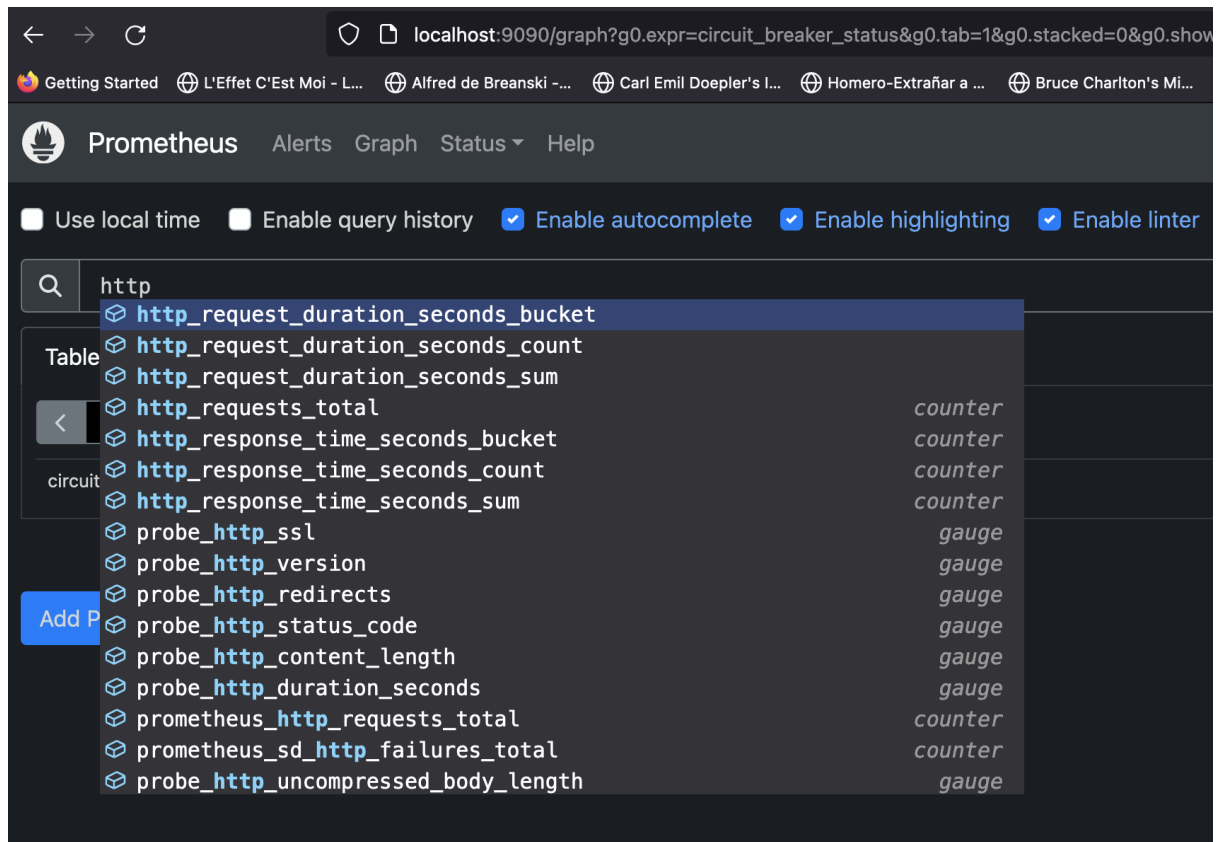 localhost:9090/graph?g0.expr=circuit_breaker_status&g0.tab=1&g0.stacked=0&g0.show
Getting Started L'Effet C'Est Moi - L... Alfred de Breanski -... Carl Emil Doepler's I... Homero-Extrañar a ... Bruce Charlton's Mi...
Prometheus Alerts Graph Status Help
Use local time Enable query history Enable autocomplete Enable highlighting Enable linter
http
http_request_duration_seconds_bucket
Table http_request_duration_seconds_count
http_request_duration_seconds_sum
http_requests_total counter
http_response_time_seconds_bucket counter
circuit http_response_time_seconds_count counter
http_response_time_seconds_sum counter
probe_http_ssl gauge
probe_http_version gauge
probe_http_redirects gauge
Add P probe_http_status_code gauge
probe_http_content_length gauge
probe_http_duration_seconds gauge
prometheus_http_requests_total counter
prometheus_sd_http_failures_total counter
probe_http_uncompressed_body_length gauge